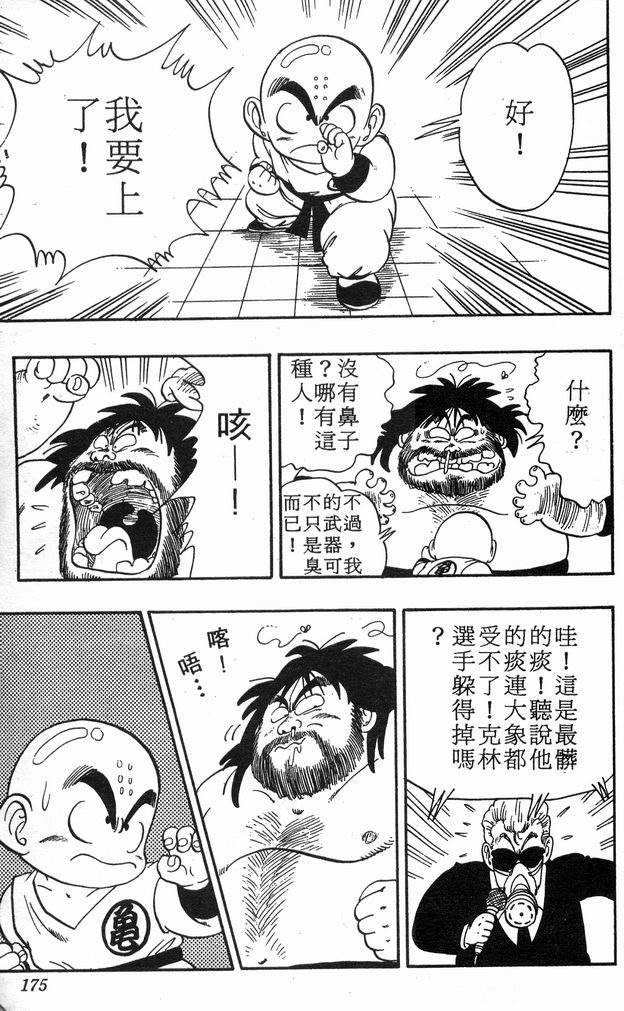 好！
我要上
了！
什麼？
沒有鼻子
？哪有這
種人！
不過，我
的武器可
不只是臭
而已！
亀
咳—！
哇！這是最髒
的痰！聽說他
的痰連大象都
受不了！克林
選手躲得掉嗎
？
喀！
唔…
亀
175